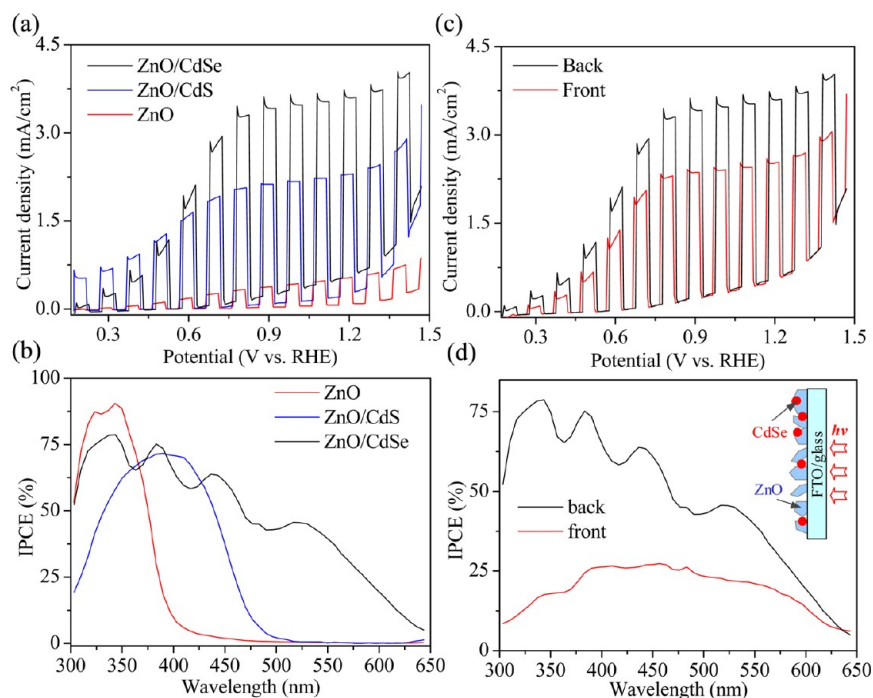 (a)
4.5
3.0
1.5
0.0
Current density (mA/cm²)
ZnO/CdSe
ZnO/CdS
ZnO
0.3 0.6 0.9 1.2 1.5
Potential (V vs. RHE)
(c)
4.5
3.0
1.5
0.0
Current density (mA/cm²)
Back
Front
0.3 0.6 0.9 1.2 1.5
Potential (V vs. RHE)
(b)
100
75
50
25
0
IPCE (%)
ZnO
ZnO/CdS
ZnO/CdSe
300 350 400 450 500 550 600 650
Wavelength (nm)
(d)
75
50
25
IPCE (%)
back
front
CdSe
ZnO
FTO/glass
hν
300 350 400 450 500 550 600 650
Wavelength (nm)